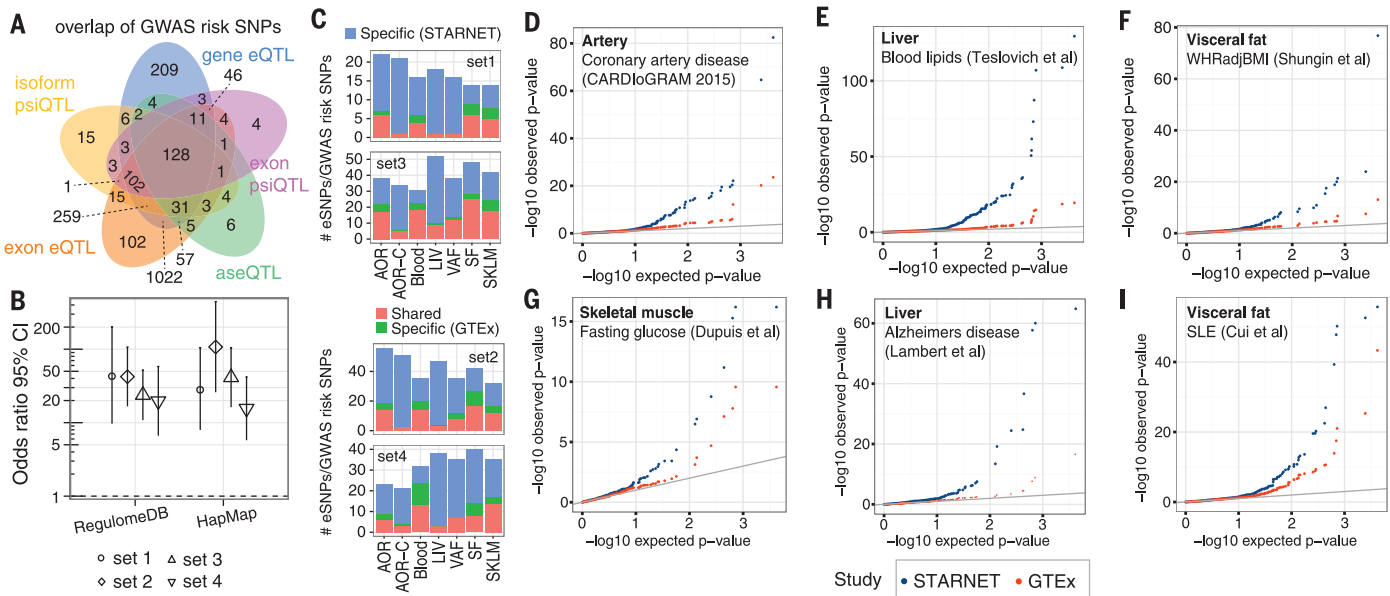 A
overlap of GWAS risk SNPs
gene eQTL
209
46
isoform
psiQTL
4
3
6
2
11
4
4
15
3
1
128
3
exon
psiQTL
1
102
1
15
4
259
31
3
6
5
exon eQTL
102
57
aseQTL
1022
B
Odds ratio 95% CI
200
50
20
5
1
RegulomeDB
HapMap
set 1
set 3
set 2
set 4
C
Specific (STARNET)
# eSNPs/GWAS risk SNPs
set1
20
15
10
5
0
set3
50
40
30
20
10
0
AOR
AOR−C
Blood
LIV
VAF
SF
SKLM
Shared
Specific (GTEx)
# eSNPs/GWAS risk SNPs
set2
50
40
30
20
10
0
set4
40
30
20
10
0
AOR
AOR−C
Blood
LIV
VAF
SF
SKLM
D
Artery
Coronary artery disease
(CARDIoGRAM 2015)
−log10 observed p−value
80
60
40
20
0
0
1
2
3
−log10 expected p−value
E
Liver
Blood lipids (Teslovich et al)
−log10 observed p−value
100
50
0
0
1
2
3
−log10 expected p−value
F
Visceral fat
WHRadjBMI (Shungin et al)
−log10 observed p−value
80
60
40
20
0
0
1
2
3
−log10 expected p−value
G
Skeletal muscle
Fasting glucose (Dupuis et al)
−log10 observed p−value
15
10
5
0
0
1
2
3
−log10 expected p−value
H
Liver
Alzheimers disease
(Lambert et al)
−log10 observed p−value
60
40
20
0
0
1
2
3
−log10 expected p−value
I
Visceral fat
SLE (Cui et al)
−log10 observed p−value
40
20
0
0
1
2
3
−log10 expected p−value
Study
STARNET
GTEx